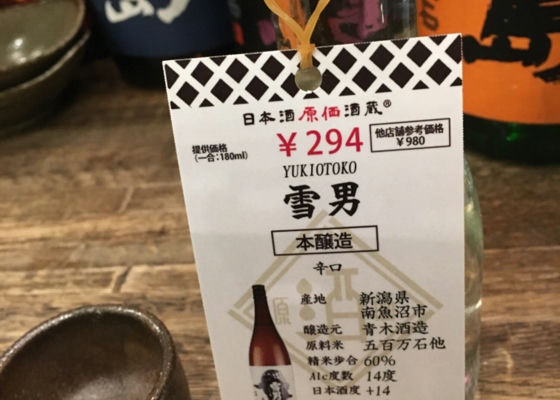 日本酒原価酒蔵®
提供価格
(一合:180ml)
¥294
他店舗参考価格
¥980
YUKIOTOKO
雪男
本醸造
辛口
産地 新潟県
南魚沼市
醸造元 青木酒造
原料米 五百万石他
精米歩合 60%
Alc度数 14度
日本酒度 +14